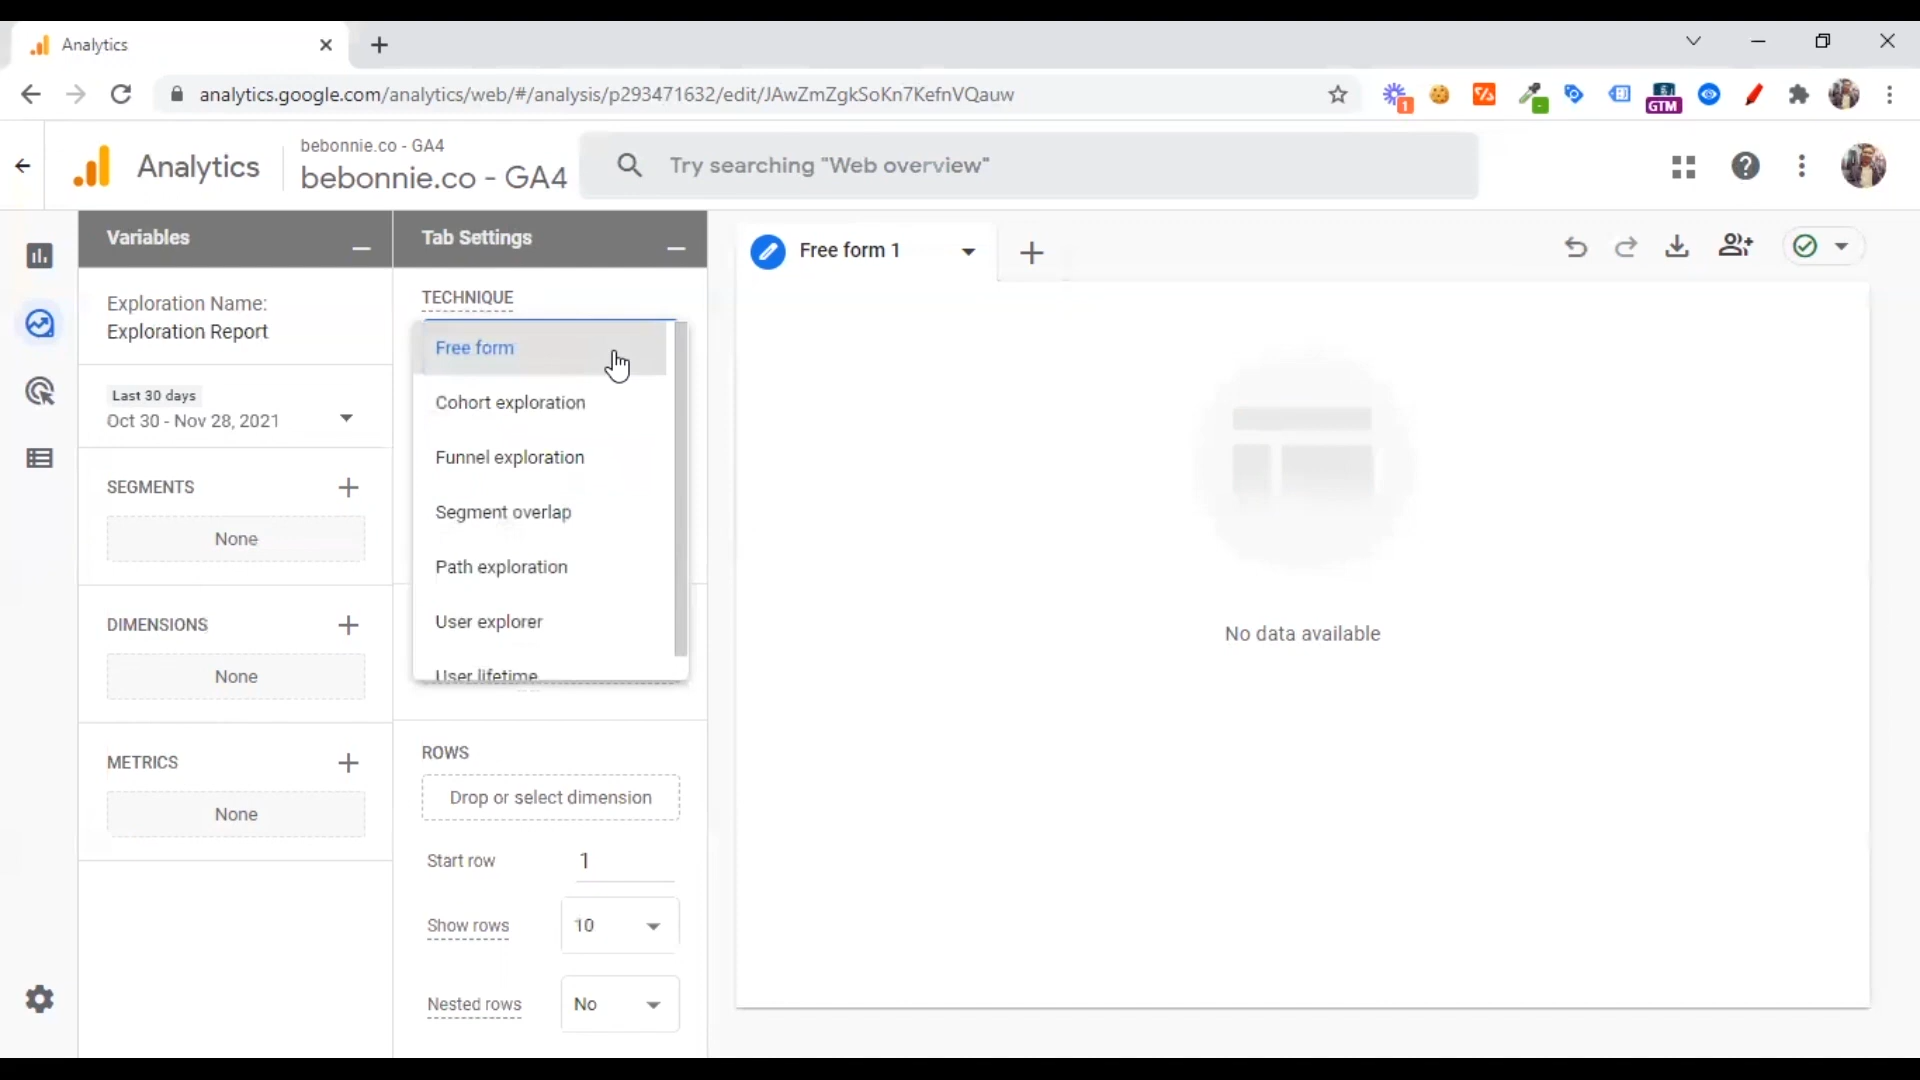 Analytics
analytics.google.com/analytics/web/#/analysis/p293471632/edit/JAwZmZgkSoKn7KefnVQauw
1
GTM
Analytics
bebonnie.co - GA4
bebonnie.co - GA4
Try searching "Web overview"
Variables
Exploration Name:
Exploration Report
Last 30 days
Oct 30 - Nov 28, 2021
SEGMENTS
None
DIMENSIONS
None
METRICS
None
Tab Settings
TECHNIQUE
Free form
Cohort exploration
Funnel exploration
Segment overlap
Path exploration
User explorer
User lifetime
ROWS
Drop or select dimension
Start row 1
Show rows 10
Nested rows No
Free form 1
No data available